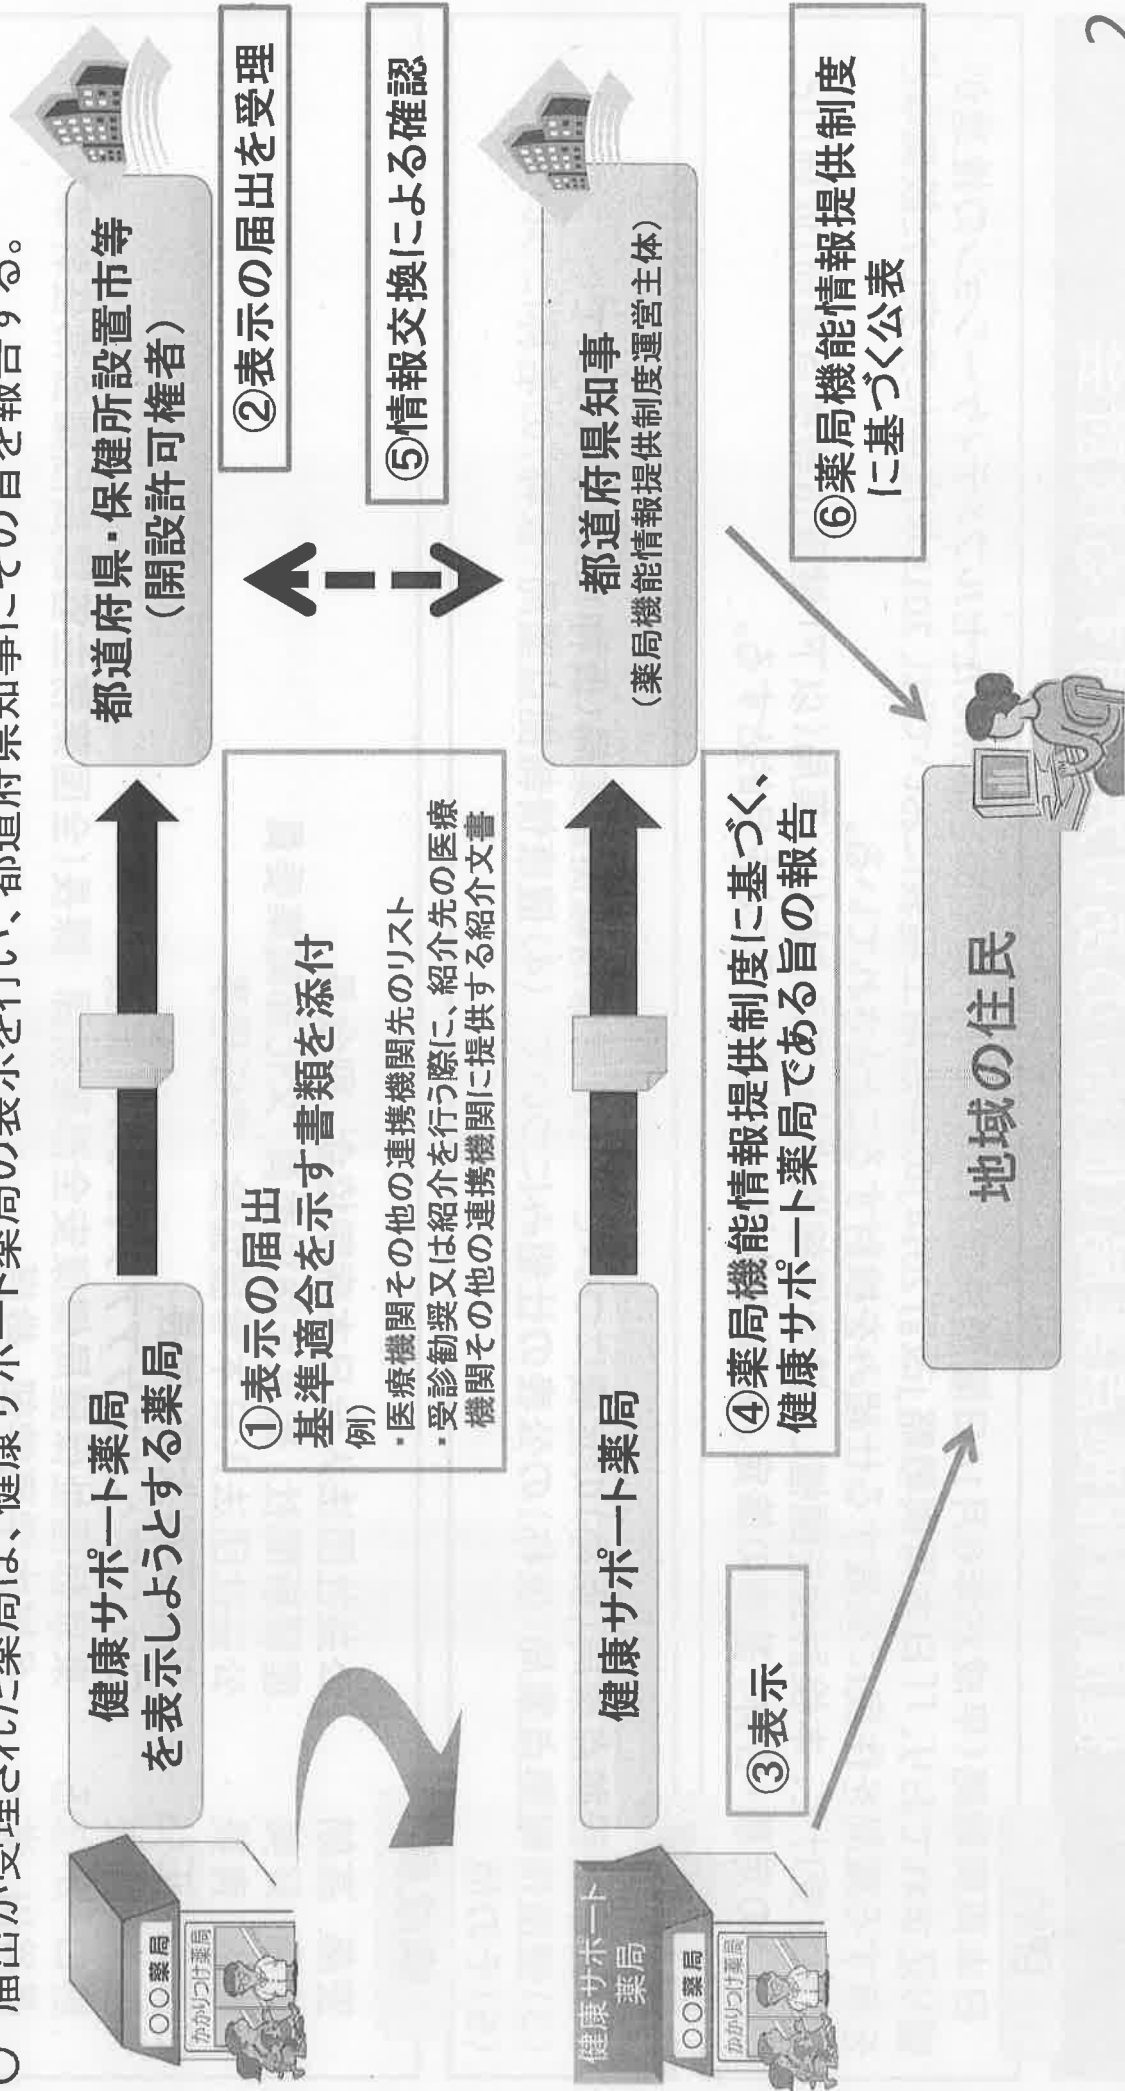 ○ 届出が受理された薬局は、健康サポート薬局の表示を行い、都道府県知事にその旨を報告する。
健康サポート薬局
を表示しようとする薬局
○○薬局
かかりつけ薬局
都道府県・保健所設置市等
(開設許可権者)
①表示の届出
基準適合を示す書類を添付
例)
・医療機関その他の連携機関先のリスト
・受診勧奨又は紹介を行う際に、紹介先の医療
機関その他の連携機関に提供する紹介文書
②表示の届出を受理
⑤情報交換による確認
健康サポート
薬局
○○薬局
かかりつけ薬局
健康サポート薬局
都道府県知事
(薬局機能情報提供制度運営主体)
③表示
④薬局機能情報提供制度に基づく、
健康サポート薬局である旨の報告
⑥薬局機能情報提供制度
に基づく公表
地域の住民
2